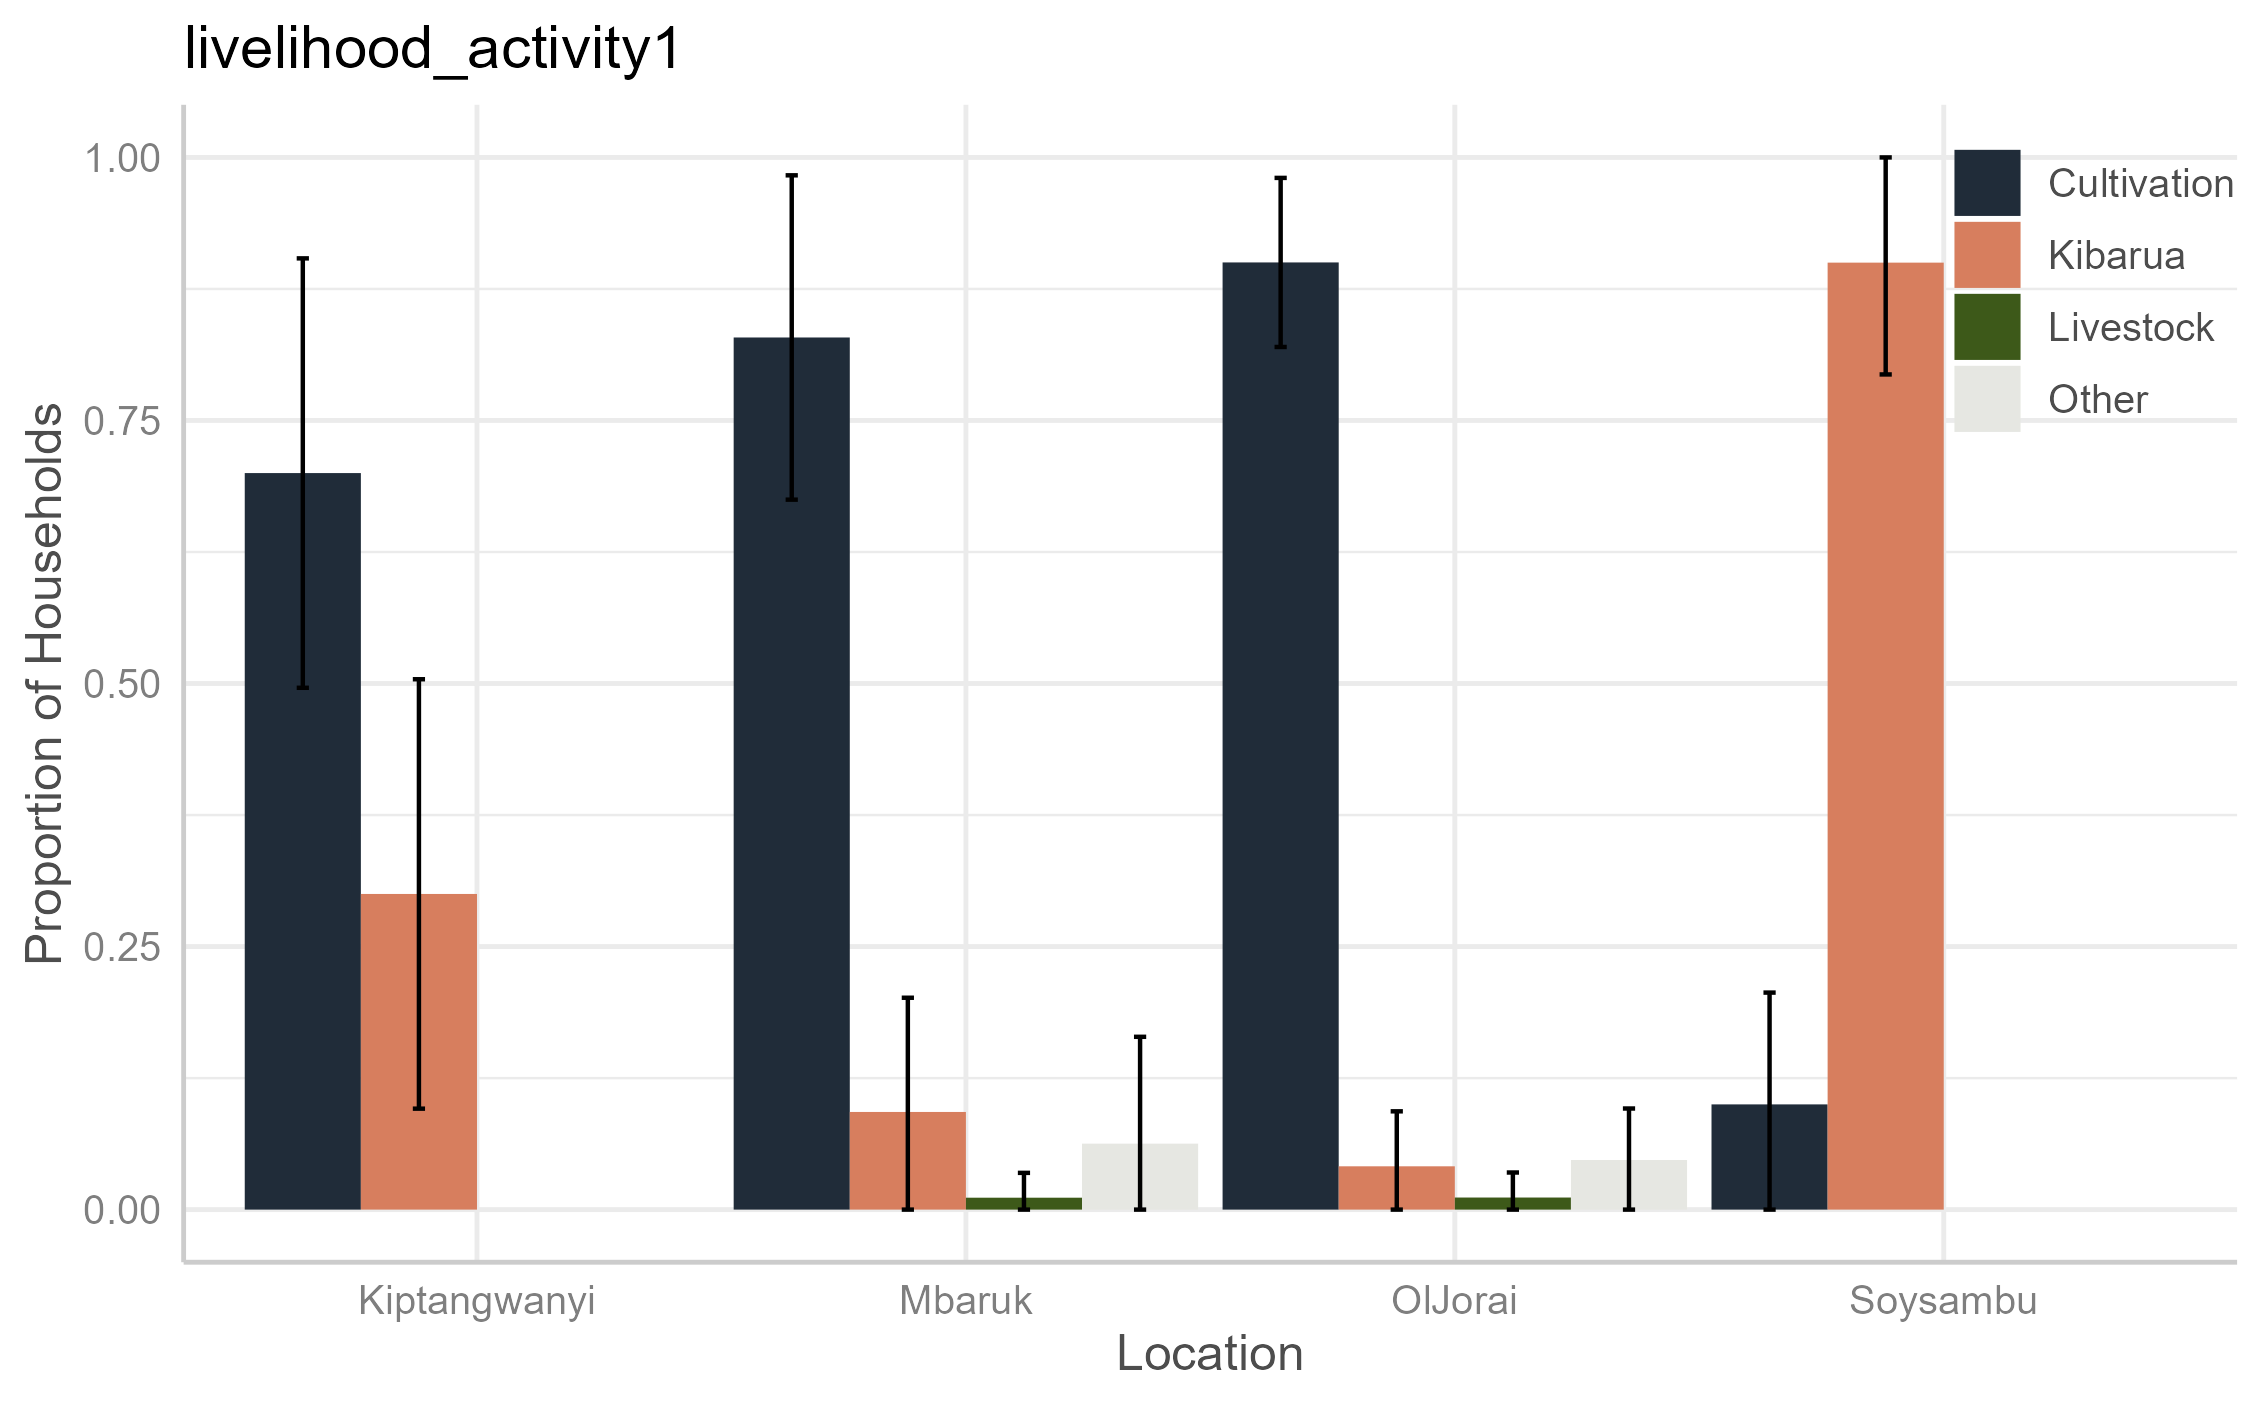 livelihood_activity1
1.00
0.75
0.50
0.25
0.00
Proportion of Households
Cultivation
Kibarua
Livestock
Other
Kiptangwanyi
Mbaruk
OlJorai
Soysambu
Location